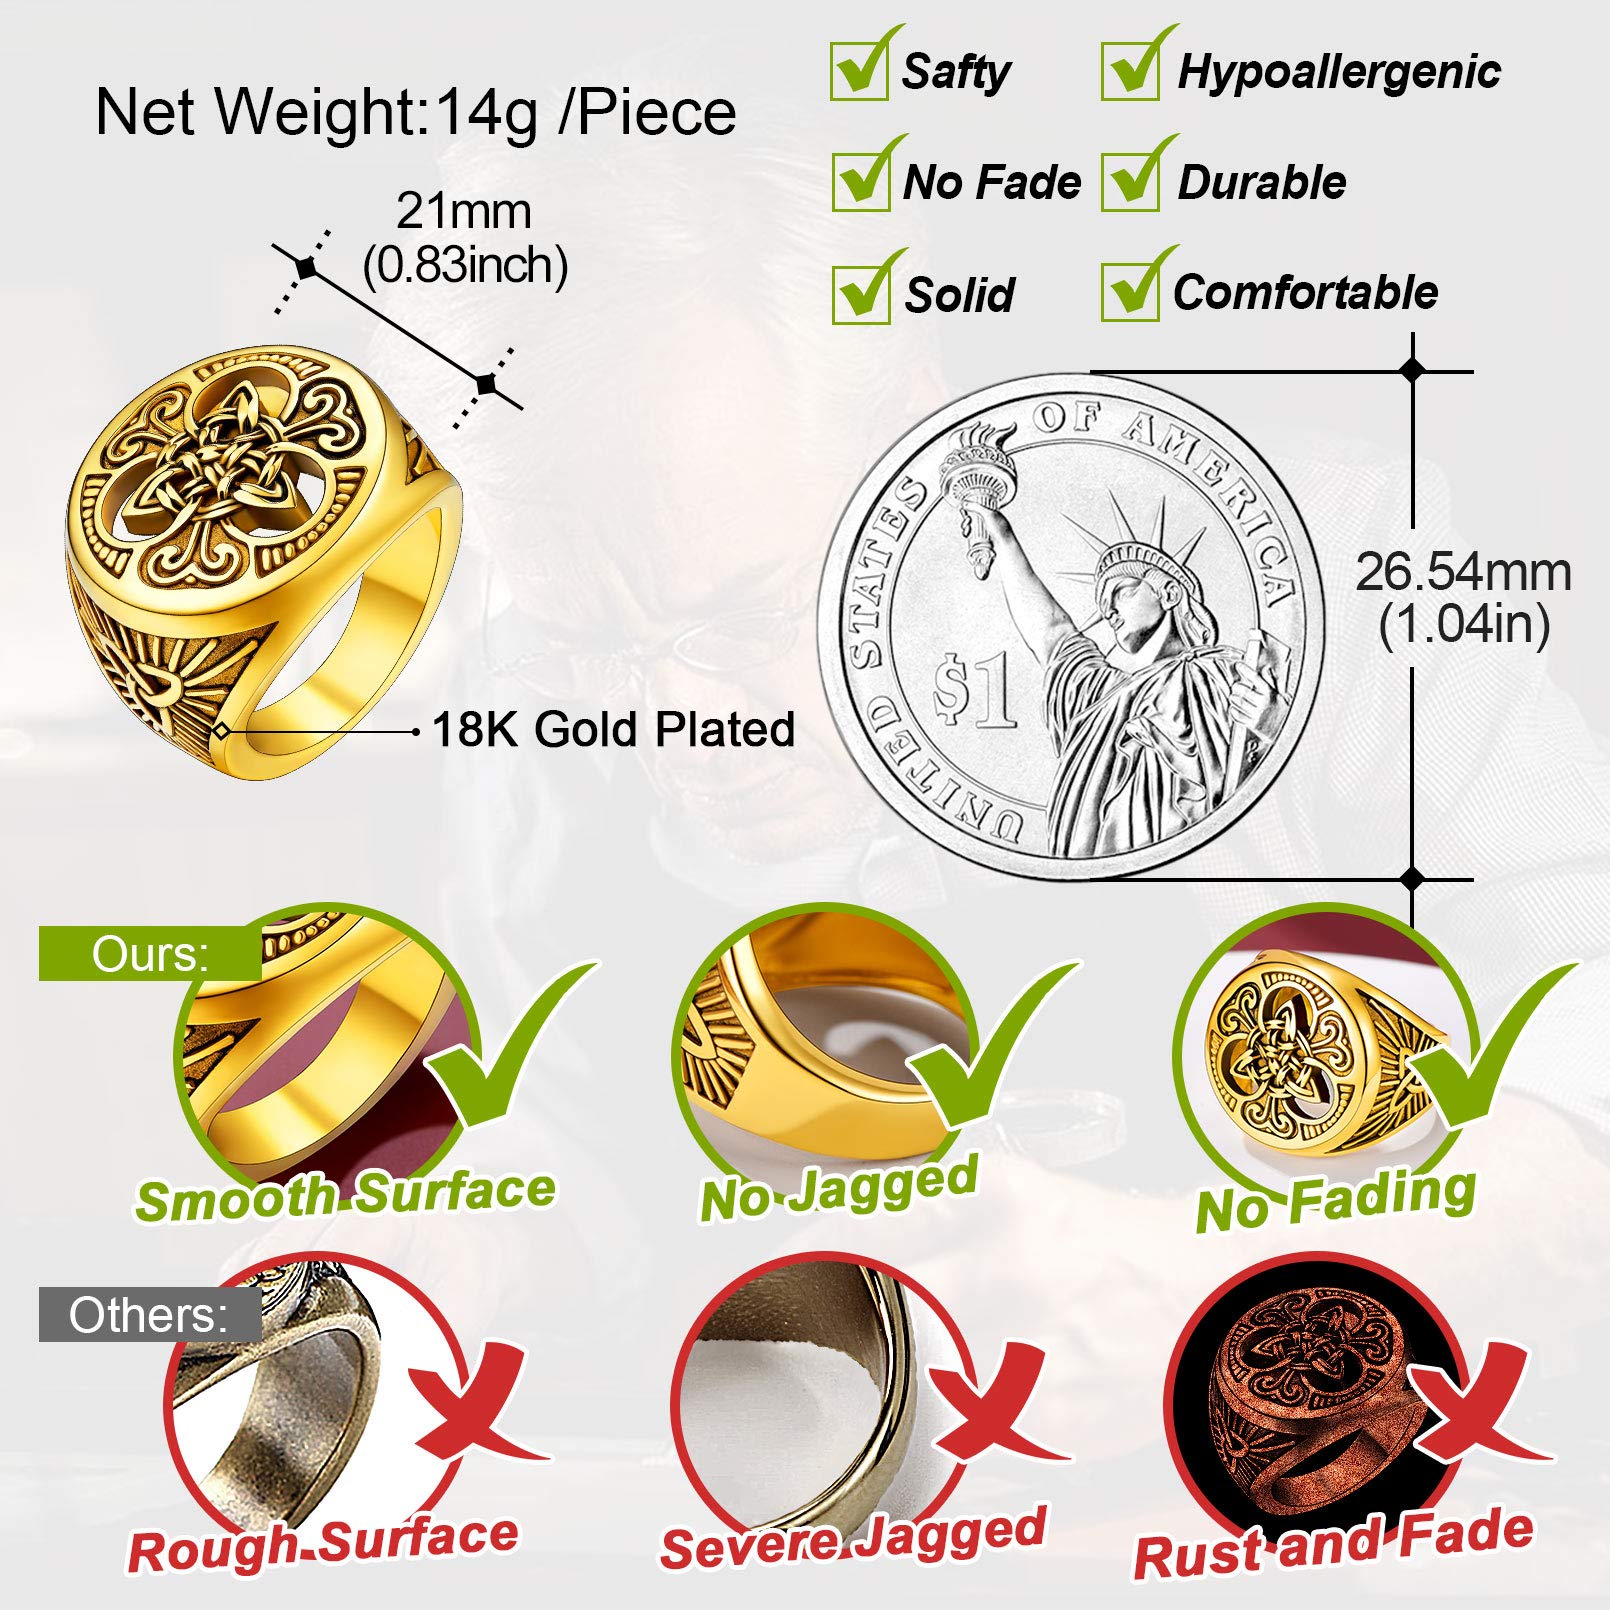 Net Weight:14g /Piece
Safty
Hypoallergenic
No Fade
Durable
Solid
Comfortable
21mm
(0.83inch)
18K Gold Plated
UNITED STATES OF AMERICA
$1
26.54mm
(1.04in)
Ours:
Smooth Surface
No Jagged
No Fading
Others:
Rough Surface
Severe Jagged
Rust and Fade